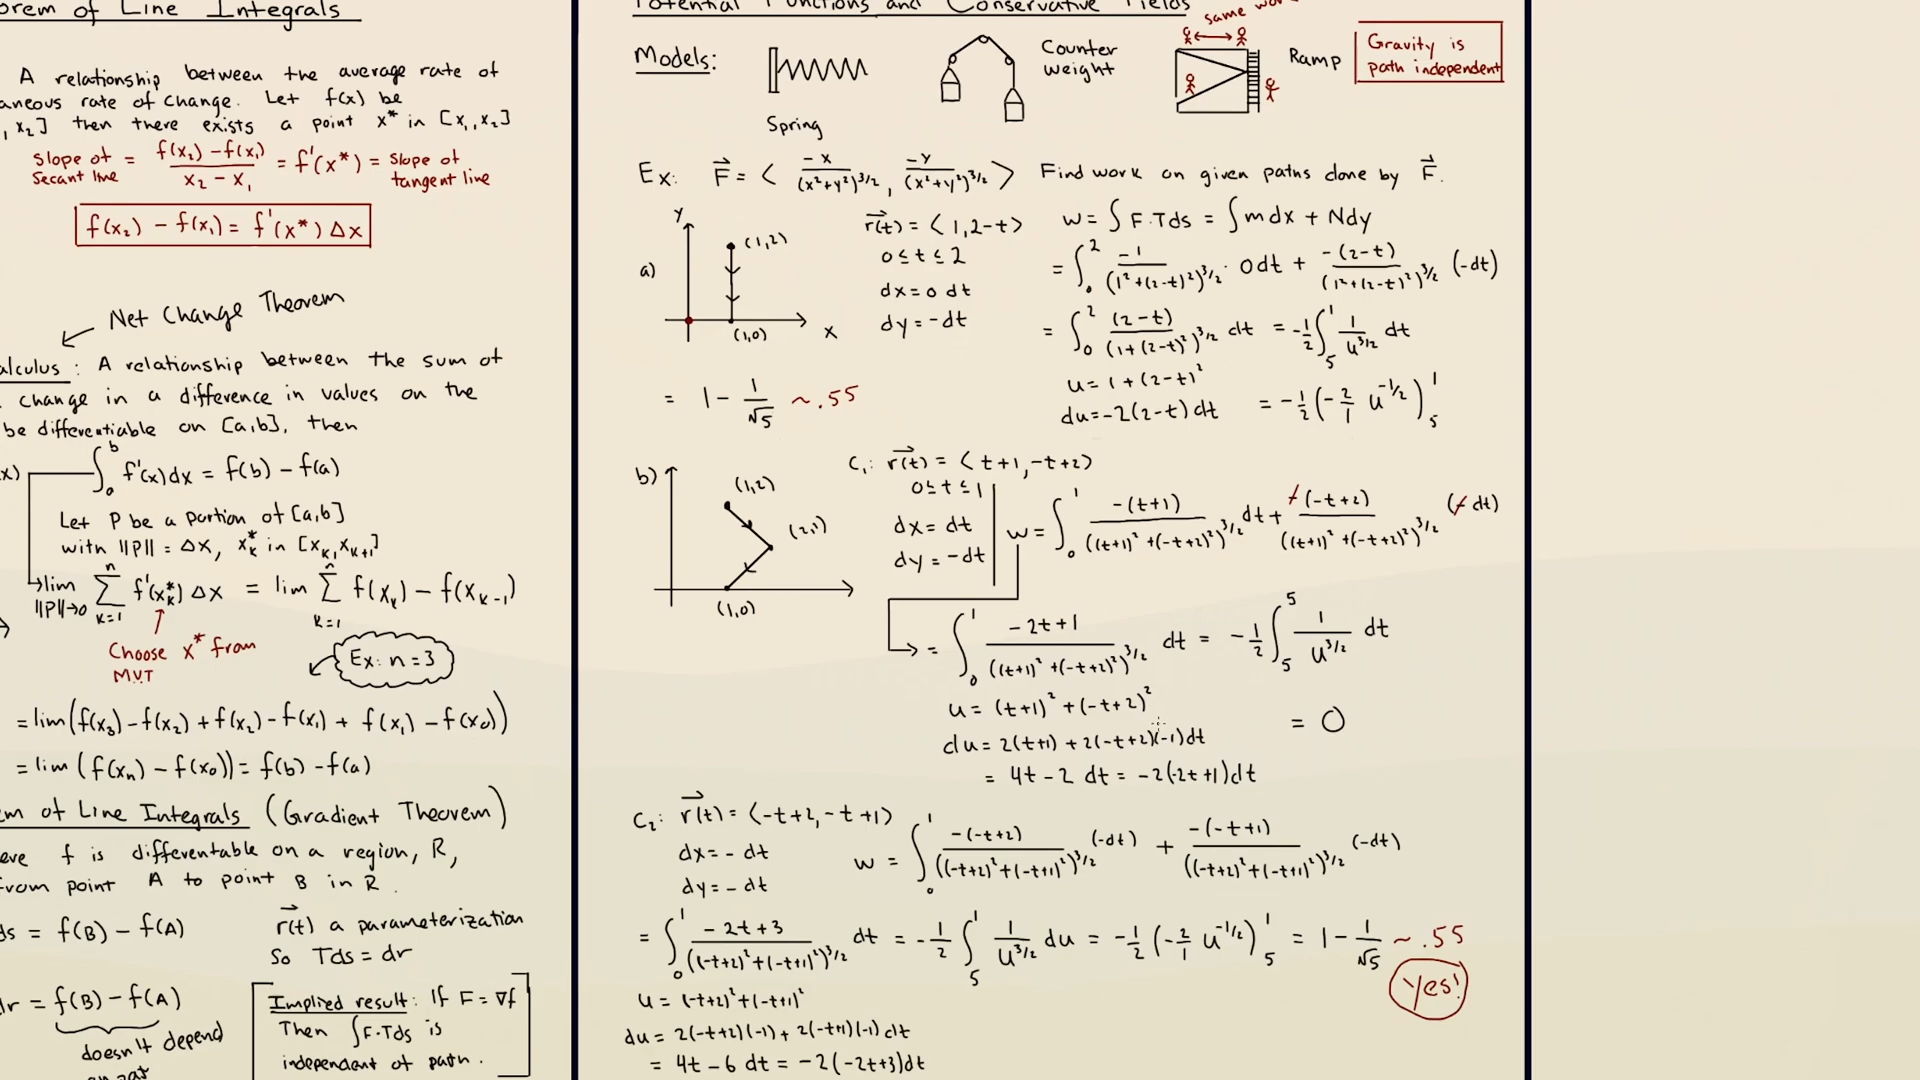 orem of Line Integrals
A relationship between the average rate of
aneous rate of change. Let f(x) be
, x₂] then there exists a point x* in [x₁, x₂]
Slope of Secant line = (f(x₂) - f(x₁))/(x₂ - x₁) = f'(x*) = Slope of tangent line
f(x₂) - f(x₁) = f'(x*) Δx
Net Change Theorem
alculus : A relationship between the sum of
change in a difference in values on the
be differentiable on [a,b], then
x) ∫₀ᵇ f'(x)dx = f(b) - f(a)
Let P be a partion of [a,b]
with ||P|| = Δx, x*ₖ in [xₖ, xₖ₊₁]
lim ||P||→0 Σ k=1 n f'(x*ₖ) Δx = lim Σ k=1 n f(xₖ) - f(xₖ₋₁)
Choose x* from
MVT
Ex: n = 3
= lim(f(x₃) - f(x₂) + f(x₂) - f(x₁) + f(x₁) - f(x₀))
= lim (f(xₙ) - f(x₀)) = f(b) - f(a)
em of Line Integrals (Gradient Theorem)
ere f is differentable on a region, R,
from point A to point B in R.
ds = f(B) - f(A)
r(t) a parameterization
So Tds = dr
dr = f(B) - f(A)
doesn't depend
Implied result: If F = ∇f
Then ∫F·Tds is
independent of path.
Potential Functions and Conservative Fields
Models:
Spring
Counter weight
same
Ramp
Gravity is
path independent
Ex: F = < -x/(x²+y²)^3/2, -y/(x²+y²)^3/2 > Find work on given paths done by F.
a)
y
(1,2)
(1,0)
x
r(t) = <1, 2-t>
0 ≤ t ≤ 2
dx = 0 dt
dy = -dt
w = ∫ F·Tds = ∫ mdx + Ndy
= ∫₀² -1/(1²+(2-t)²)^3/2 · 0dt + -(2-t)/(1²+(2-t)²)^3/2 (-dt)
= ∫₀² (2-t)/(1+(2-t)²)^3/2 dt = -1/2 ∫₅¹ 1/u^3/2 dt
u = 1+(2-t)²
du = -2(2-t)dt = -1/2 (-2/1 u^-1/2)₅¹
= 1 - 1/√5 ~.55
b)
(1,2)
(2,1)
(1,0)
C₁: r(t) = <t+1, -t+2>
0 ≤ t ≤ 1
dx = dt
dy = -dt
w = ∫₀¹ -(t+1)/((t+1)²+(-t+2)²)^3/2 dt + -(-t+2)/((t+1)²+(-t+2)²)^3/2 (-dt)
= ∫₀¹ -2t+1/((t+1)²+(-t+2)²)^3/2 dt = -1/2 ∫₅⁵ 1/u^3/2 dt
u = (t+1)²+(-t+2)²
= 0
du = 2(t+1) + 2(-t+2)(-1)dt
= 4t-2 dt = -2(-2t+1)dt
C₂: r(t) = <-t+2, -t+1>
dx = -dt
dy = -dt
w = ∫₀¹ -(-t+2)/((-t+2)²+(-t+1)²)^3/2 (-dt) + -(-t+1)/((-t+2)²+(-t+1)²)^3/2 (-dt)
= ∫₀¹ -2t+3/((-t+2)²+(-t+1)²)^3/2 dt = -1/2 ∫₅¹ 1/u^3/2 du = -1/2 (-2/1 u^-1/2)₅¹ = 1 - 1/√5 ~.55
Yes!
u = (-t+2)²+(-t+1)²
du = 2(-t+2)(-1) + 2(-t+1)(-1)dt
= 4t-6 dt = -2(-2t+3)dt